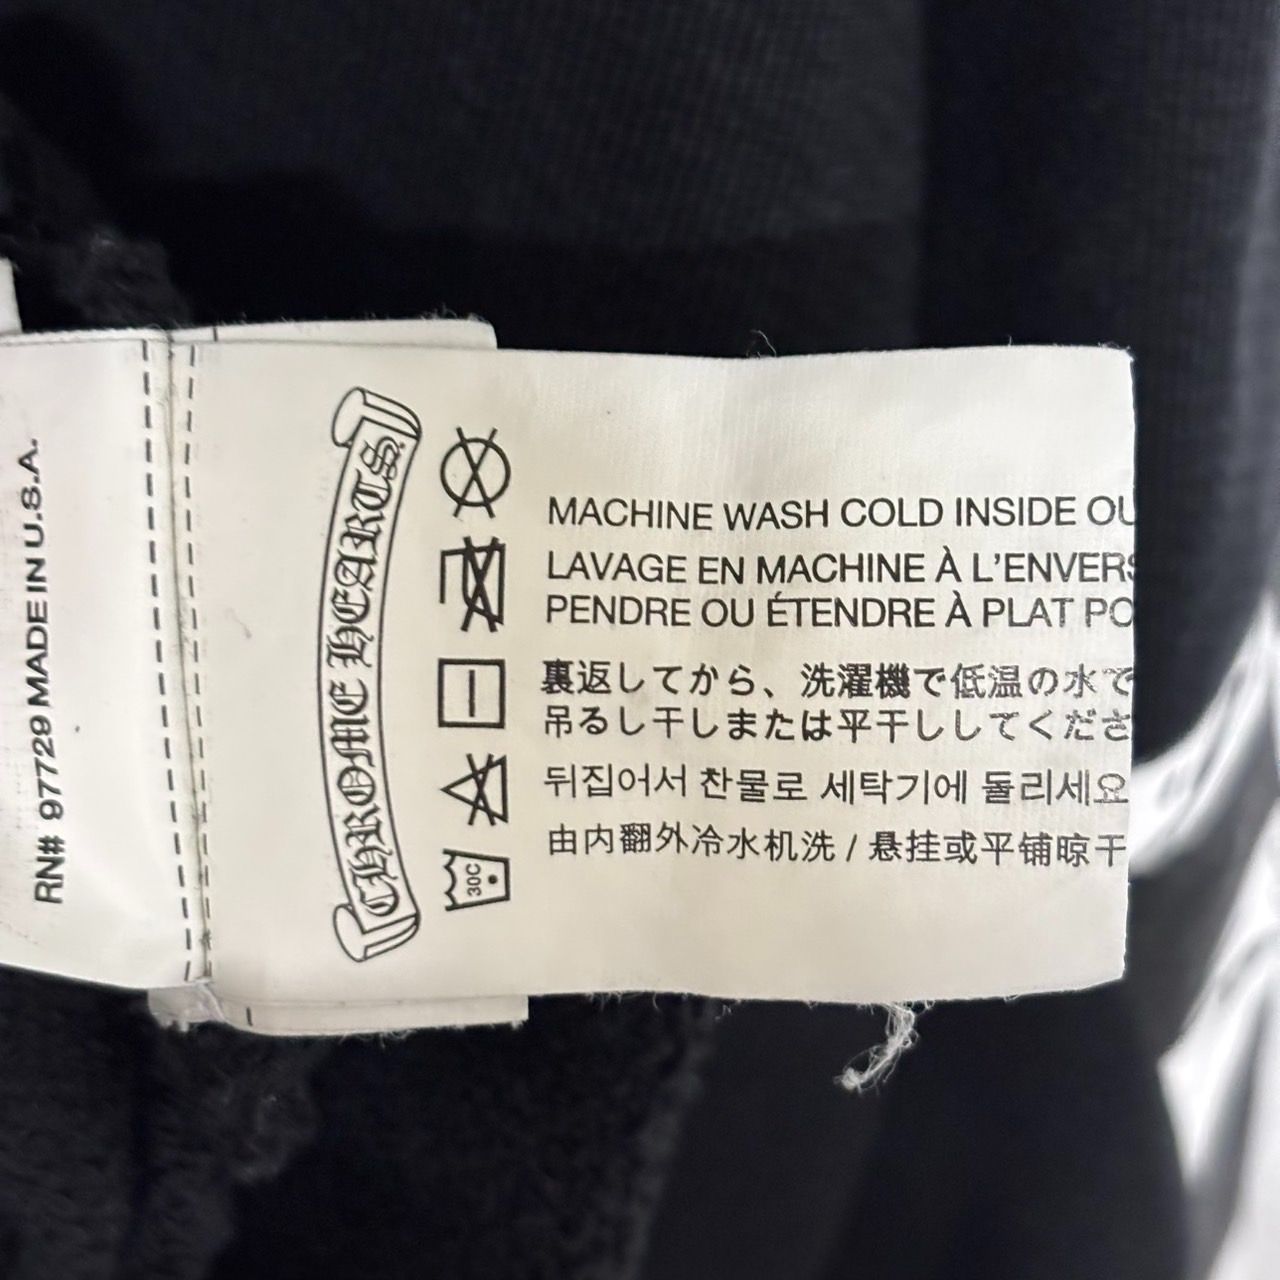 RN# 97729 MADE IN U.S.A.
CHROME HEARTS
30C
MACHINE WASH COLD INSIDE OU
LAVAGE EN MACHINE À L'ENVERS
PENDRE OU ÉTENDRE À PLAT PO
裏返してから、洗濯機で低温の水で
吊るし干しまたは平干ししてくださ
뒤집어서 찬물로 세탁기에 돌리세요
由内翻外冷水机洗 / 悬挂或平铺晾干